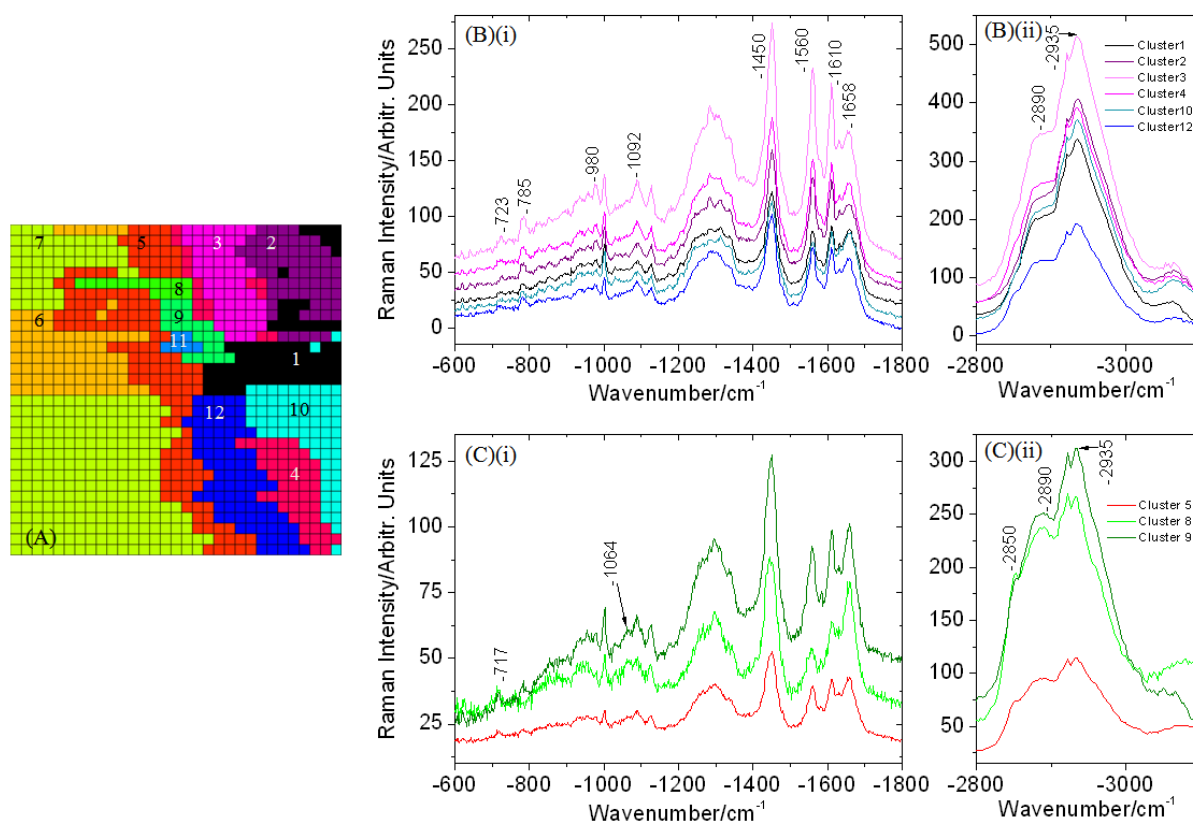 (A)
7
5
3
2
8
6
9
11
1
12
10
4
(B)(i)
Raman Intensity/Arbitr. Units
250
200
150
100
50
0
-723
-785
-980
-1092
-1450
-1560
-1610
-1658
-600 -800 -1000 -1200 -1400 -1600 -1800
Wavenumber/cm-1
(B)(ii)
500
400
300
200
100
0
-2890
-2935
Cluster1
Cluster2
Cluster3
Cluster4
Cluster10
Cluster12
-2800 -3000
Wavenumber/cm-1
(C)(i)
Raman Intensity/Arbitr. Units
125
100
75
50
25
-717
-1064
-600 -800 -1000 -1200 -1400 -1600 -1800
Wavenumber/cm-1
(C)(ii)
300
250
200
150
100
50
-2850
-2890
-2935
Cluster 5
Cluster 8
Cluster 9
-2800 -3000
Wavenumber/cm-1